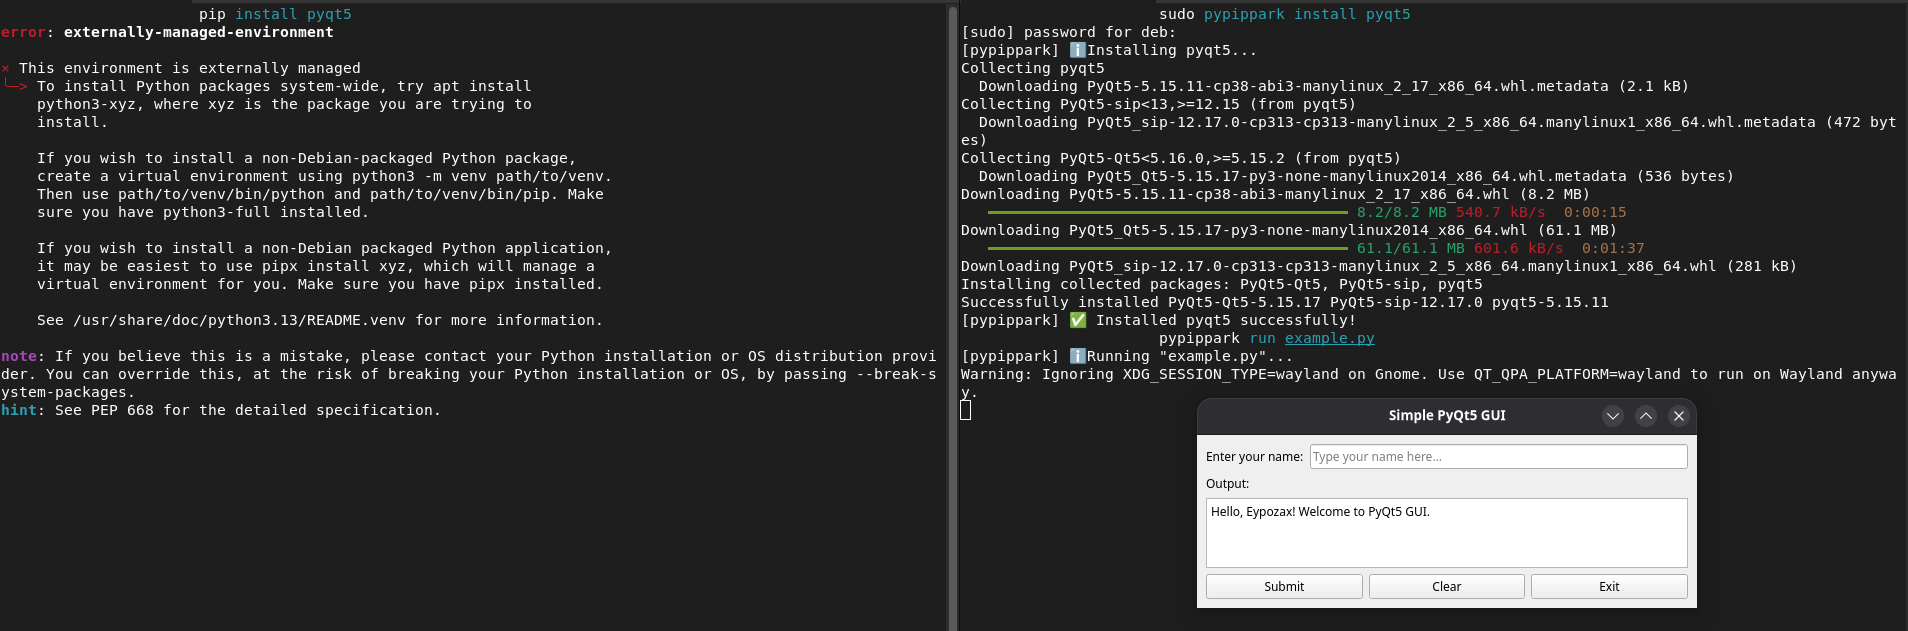 pip install pyqt5
error: externally-managed-environment
× This environment is externally managed
╰─> To install Python packages system-wide, try apt install
python3-xyz, where xyz is the package you are trying to
install.
If you wish to install a non-Debian-packaged Python package,
create a virtual environment using python3 -m venv path/to/venv.
Then use path/to/venv/bin/python and path/to/venv/bin/pip. Make
sure you have python3-full installed.
If you wish to install a non-Debian packaged Python application,
it may be easiest to use pipx install xyz, which will manage a
virtual environment for you. Make sure you have pipx installed.
See /usr/share/doc/python3.13/README.venv for more information.
note: If you believe this is a mistake, please contact your Python installation or OS distribution provi
der. You can override this, at the risk of breaking your Python installation or OS, by passing --break-s
ystem-packages.
hint: See PEP 668 for the detailed specification.
sudo pypippark install pyqt5
[sudo] password for deb:
[pypippark] ℹ️Installing pyqt5...
Collecting pyqt5
Downloading PyQt5-5.15.11-cp38-abi3-manylinux_2_17_x86_64.whl.metadata (2.1 kB)
Collecting PyQt5-sip<13,>=12.15 (from pyqt5)
Downloading PyQt5_sip-12.17.0-cp313-cp313-manylinux_2_5_x86_64.manylinux1_x86_64.whl.metadata (472 byt
es)
Collecting PyQt5-Qt5<5.16.0,>=5.15.2 (from pyqt5)
Downloading PyQt5_Qt5-5.15.17-py3-none-manylinux2014_x86_64.whl.metadata (536 bytes)
Downloading PyQt5-5.15.11-cp38-abi3-manylinux_2_17_x86_64.whl (8.2 MB)
8.2/8.2 MB 540.7 kB/s 0:00:15
Downloading PyQt5_Qt5-5.15.17-py3-none-manylinux2014_x86_64.whl (61.1 MB)
61.1/61.1 MB 601.6 kB/s 0:01:37
Downloading PyQt5_sip-12.17.0-cp313-cp313-manylinux_2_5_x86_64.manylinux1_x86_64.whl (281 kB)
Installing collected packages: PyQt5-Qt5, PyQt5-sip, pyqt5
Successfully installed PyQt5-Qt5-5.15.17 PyQt5-sip-12.17.0 pyqt5-5.15.11
[pypippark] ✅ Installed pyqt5 successfully!
pypippark run example.py
[pypippark] ℹ️Running "example.py"...
Warning: Ignoring XDG_SESSION_TYPE=wayland on Gnome. Use QT_QPA_PLATFORM=wayland to run on Wayland anywa
y.
Simple PyQt5 GUI
Enter your name: Type your name here...
Output:
Hello, Eypozax! Welcome to PyQt5 GUI.
Submit Clear Exit